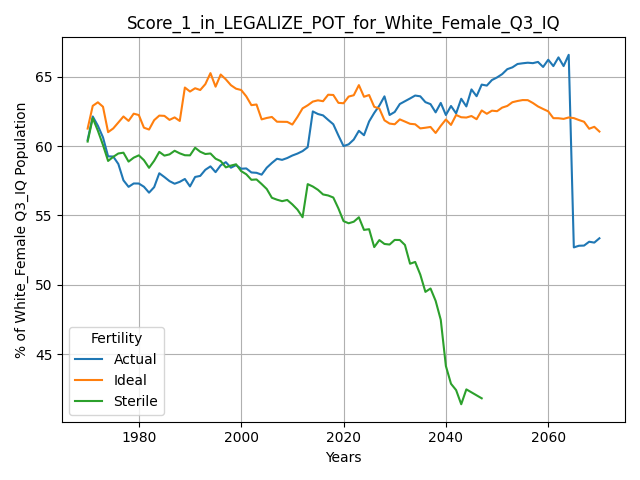 Score_1_in_LEGALIZE_POT_for_White_Female_Q3_IQ
% of White_Female Q3_IQ Population
65
60
55
50
45
Fertility
Actual
Ideal
Sterile
1980
2000
2020
2040
2060
Years